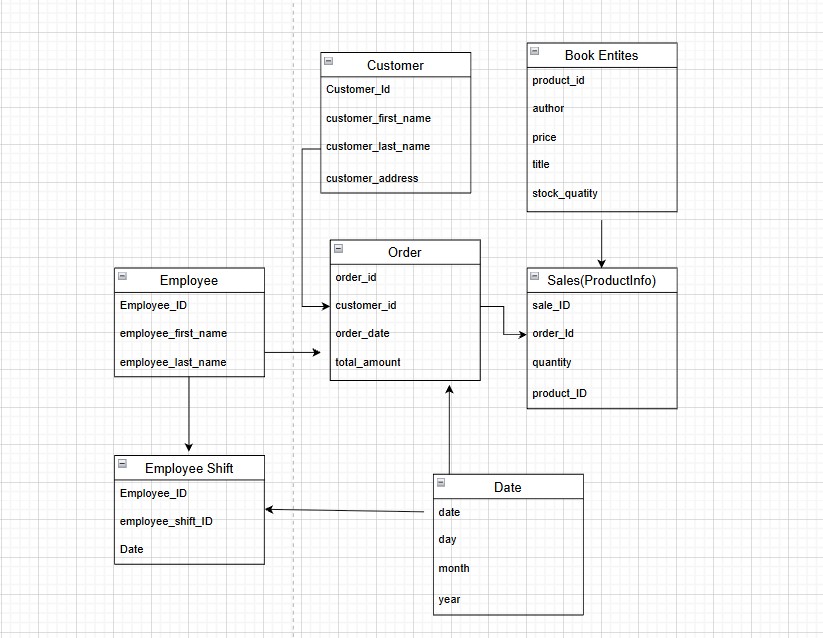 Customer
Customer_Id
customer_first_name
customer_last_name
customer_address
Book Entites
product_id
author
price
title
stock_quatity
Employee
Employee_ID
employee_first_name
employee_last_name
Order
order_id
customer_id
order_date
total_amount
Sales(ProductInfo)
sale_ID
order_Id
quantity
product_ID
Employee Shift
Employee_ID
employee_shift_ID
Date
Date
date
day
month
year